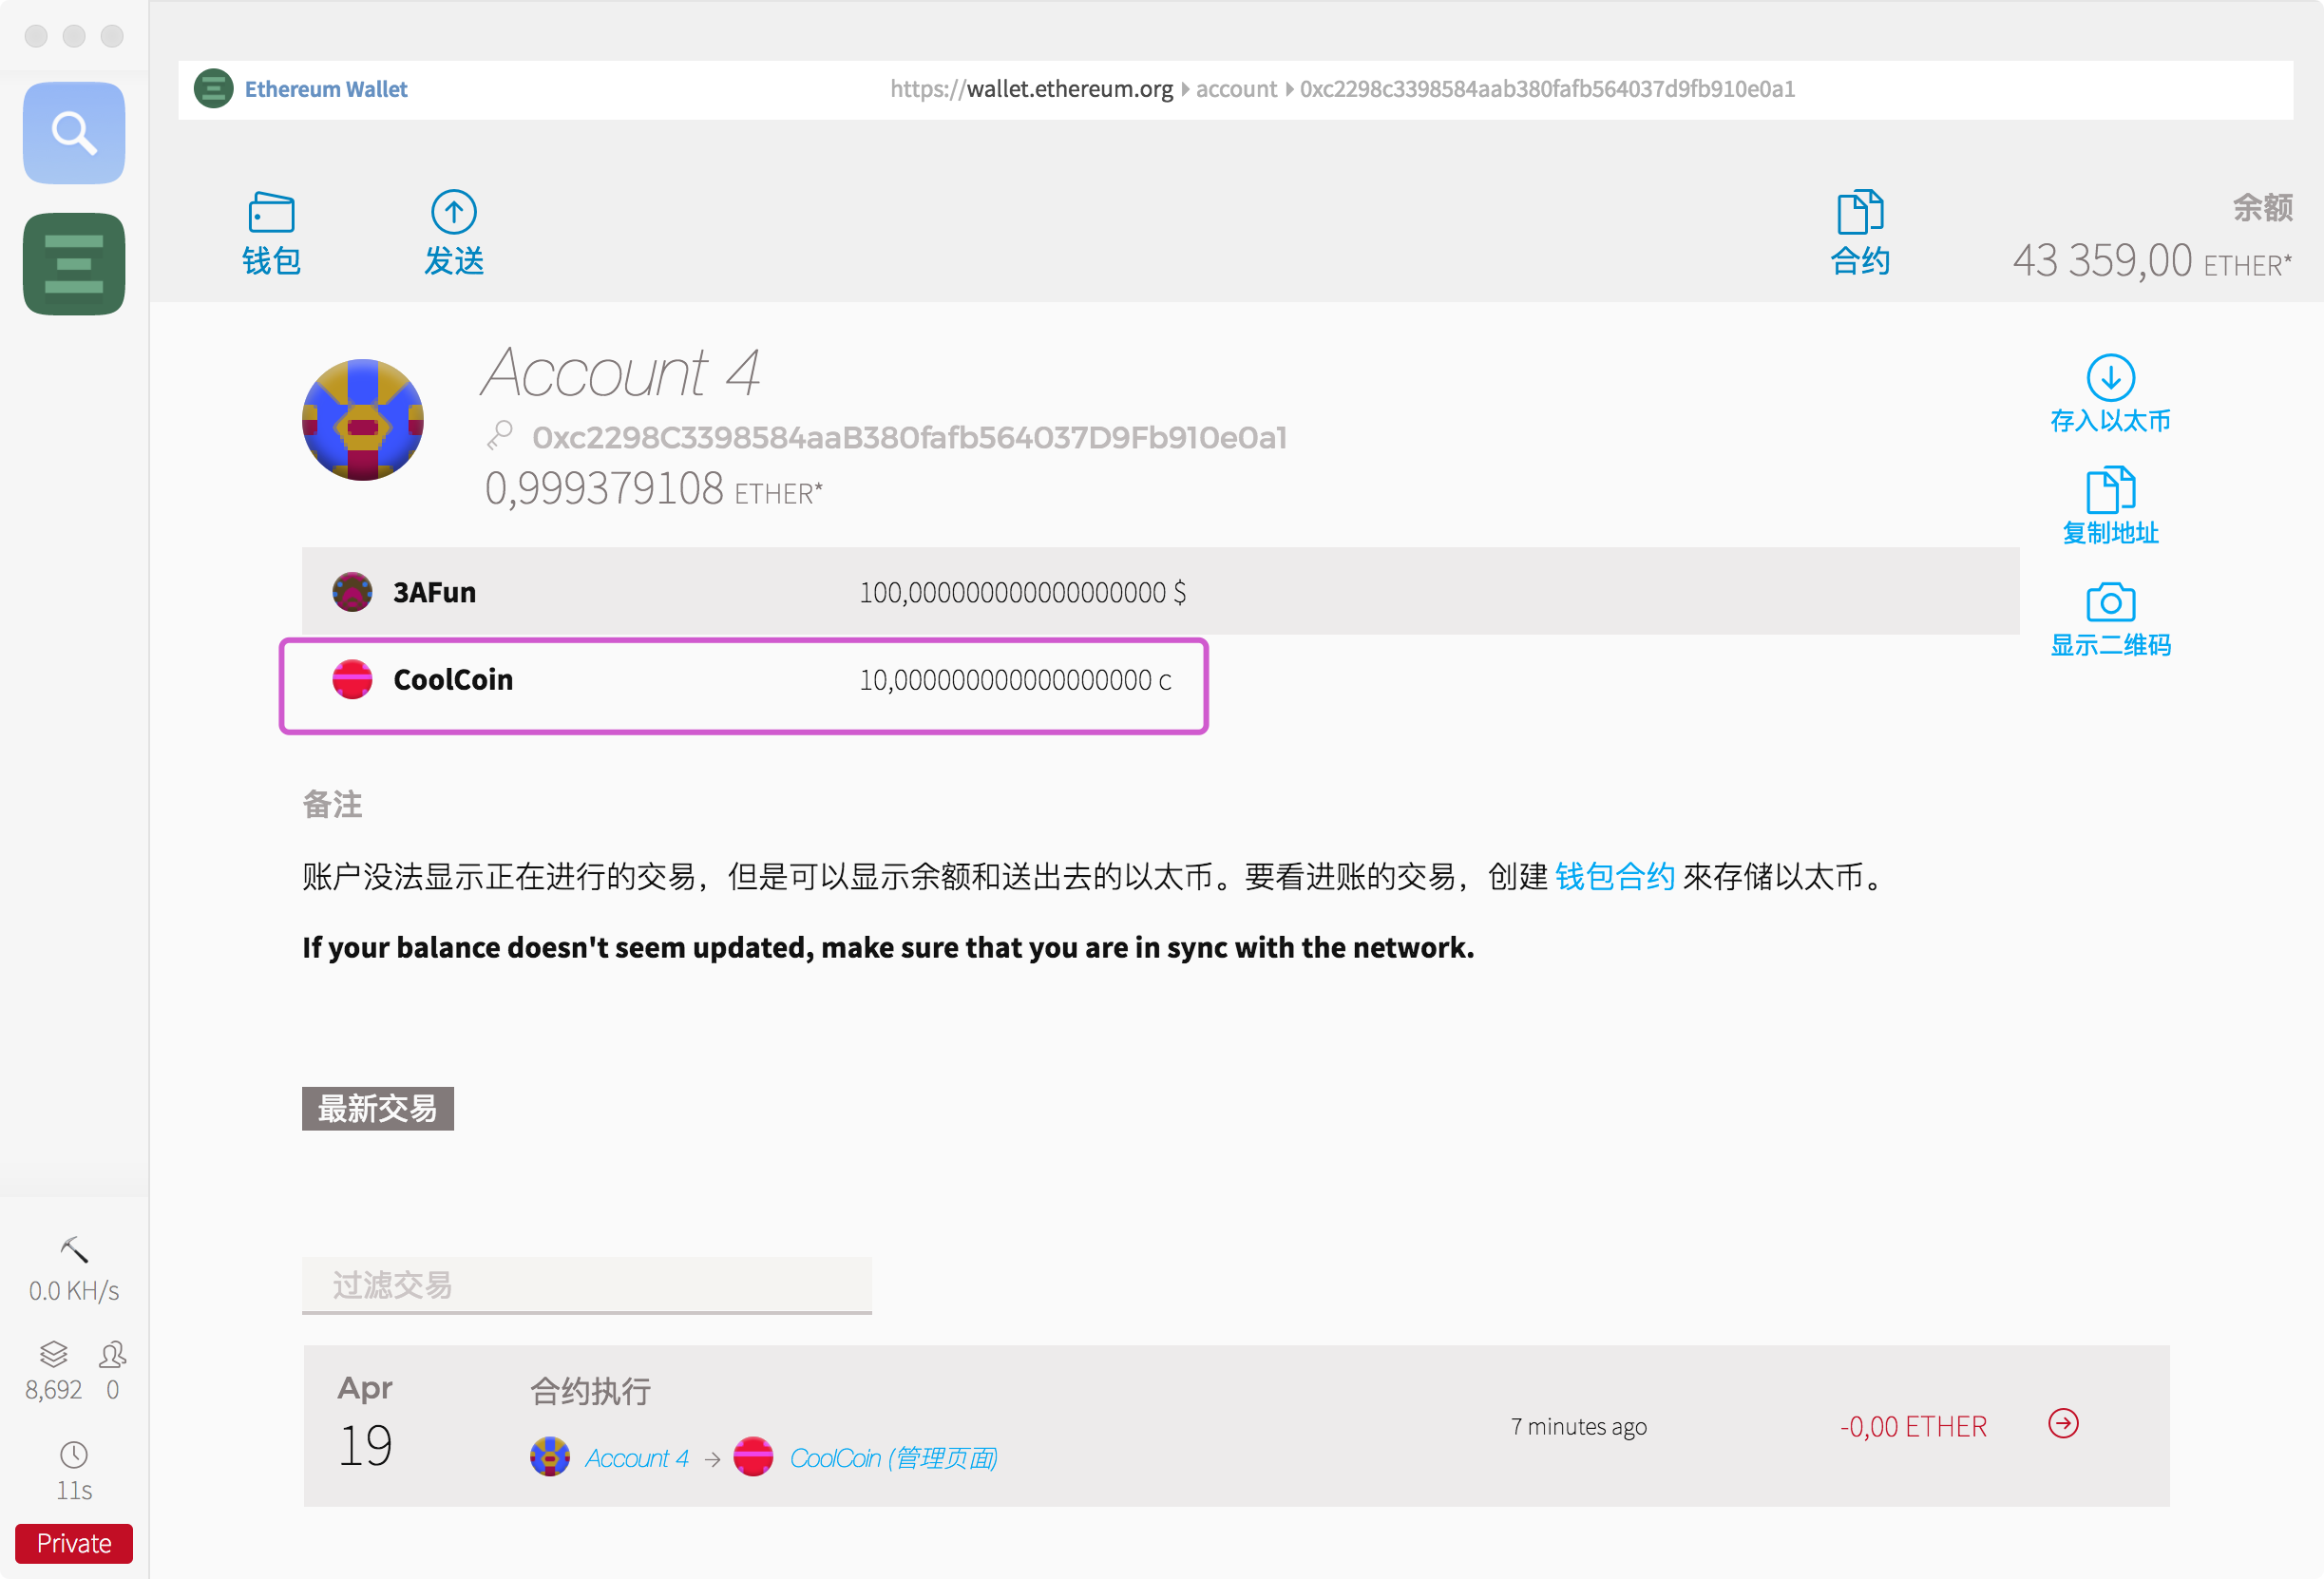 Ethereum Wallet
https://wallet.ethereum.org account 0xc2298c3398584aab380fafb564037d9fb910e0a1
钱包
发送
合约
余额
43 359,00 ETHER*
Account 4
0xc2298C3398584aaB380fafb564037D9Fb910e0a1
0,999379108 ETHER*
存入以太币
复制地址
显示二维码
3AFun 100,000000000000000000 $
CoolCoin 10,000000000000000000 c
备注
账户没法显示正在进行的交易，但是可以显示余额和送出去的以太币。要看进账的交易，创建 钱包合约 來存储以太币。
If your balance doesn't seem updated, make sure that you are in sync with the network.
最新交易
过滤交易
Apr
19
合约执行
Account 4 → CoolCoin (管理页面)
7 minutes ago
-0,00 ETHER
0.0 KH/s
8,692 0
11s
Private